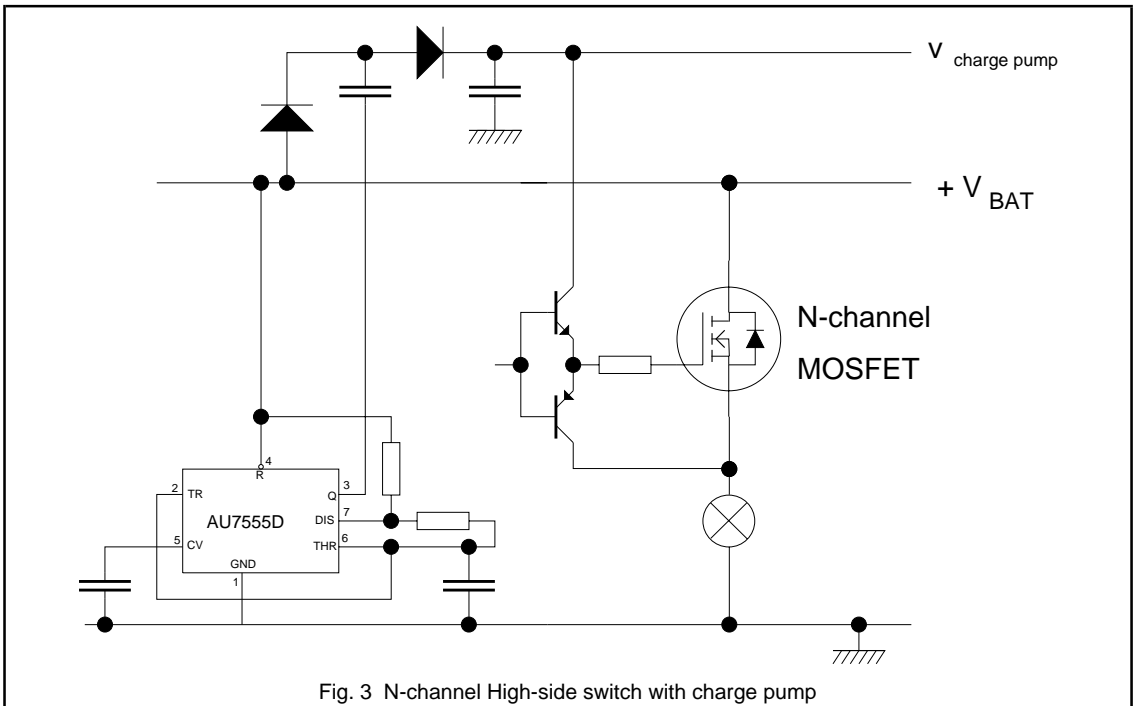 v charge pump
+ V BAT
N-channel
MOSFET
4
R
2
TR
3
Q
AU7555D
DIS
7
5
CV
THR
6
GND
1
Fig. 3 N-channel High-side switch with charge pump